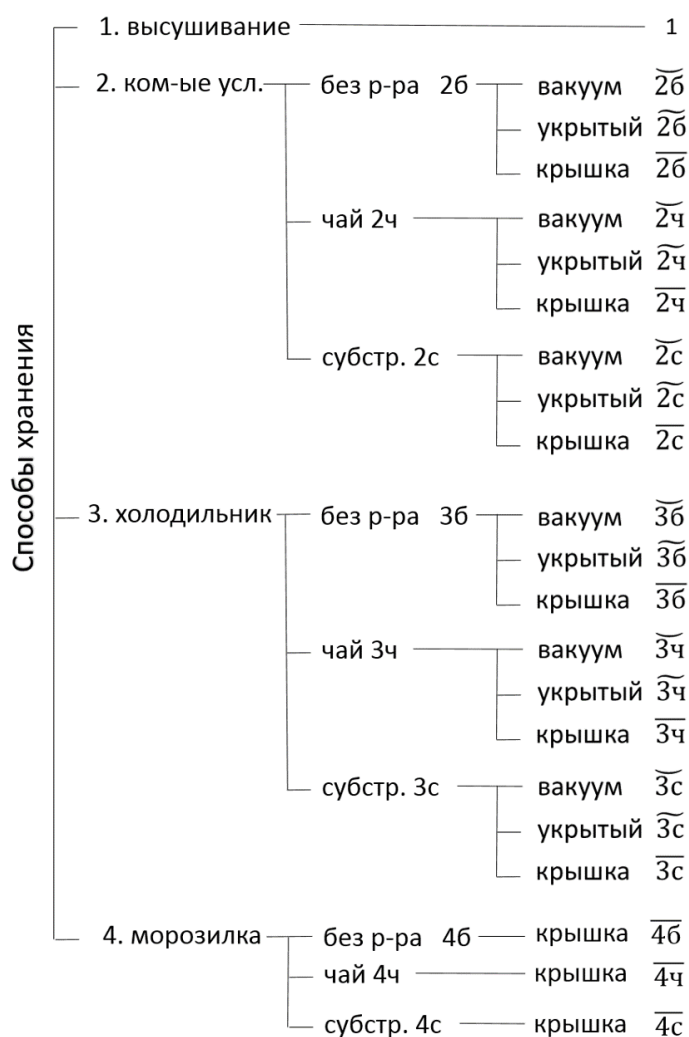 Способы хранения
1. высушивание 1
2. ком-ые усл. без р-ра 2б вакуум 2б
укрытый 2б
крышка 2б
чай 2ч вакуум 2ч
укрытый 2ч
крышка 2ч
субстр. 2с вакуум 2с
укрытый 2с
крышка 2с
3. холодильник без р-ра 3б вакуум 3б
укрытый 3б
крышка 3б
чай 3ч вакуум 3ч
укрытый 3ч
крышка 3ч
субстр. 3с вакуум 3с
укрытый 3с
крышка 3с
4. морозилка без р-ра 4б крышка 4б
чай 4ч крышка 4ч
субстр. 4с крышка 4с